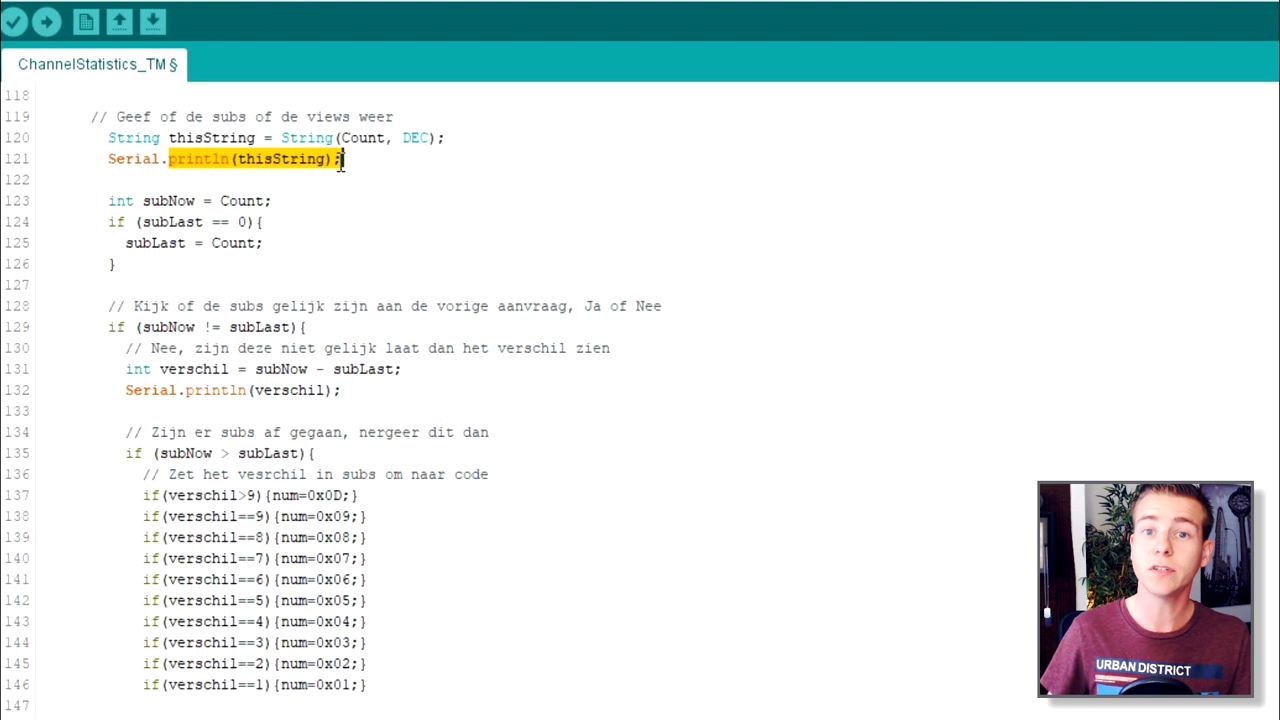 ChannelStatistics_TM §
118
119 // Geef of de subs of de views weer
120 String thisString = String(Count, DEC);
121 Serial.println(thisString);
122
123 int subNow = Count;
124 if (subLast == 0){
125 subLast = Count;
126 }
127
128 // Kijk of de subs gelijk zijn aan de vorige aanvraag, Ja of Nee
129 if (subNow != subLast){
130 // Nee, zijn deze niet gelijk laat dan het verschil zien
131 int verschil = subNow - subLast;
132 Serial.println(verschil);
133
134 // Zijn er subs af gegaan, nergeer dit dan
135 if (subNow > subLast){
136 // Zet het vesrchil in subs om naar code
137 if(verschil>9){num=0x0D;}
138 if(verschil==9){num=0x09;}
139 if(verschil==8){num=0x08;}
140 if(verschil==7){num=0x07;}
141 if(verschil==6){num=0x06;}
142 if(verschil==5){num=0x05;}
143 if(verschil==4){num=0x04;}
144 if(verschil==3){num=0x03;}
145 if(verschil==2){num=0x02;}
146 if(verschil==1){num=0x01;}
147
URBAN DISTRICT